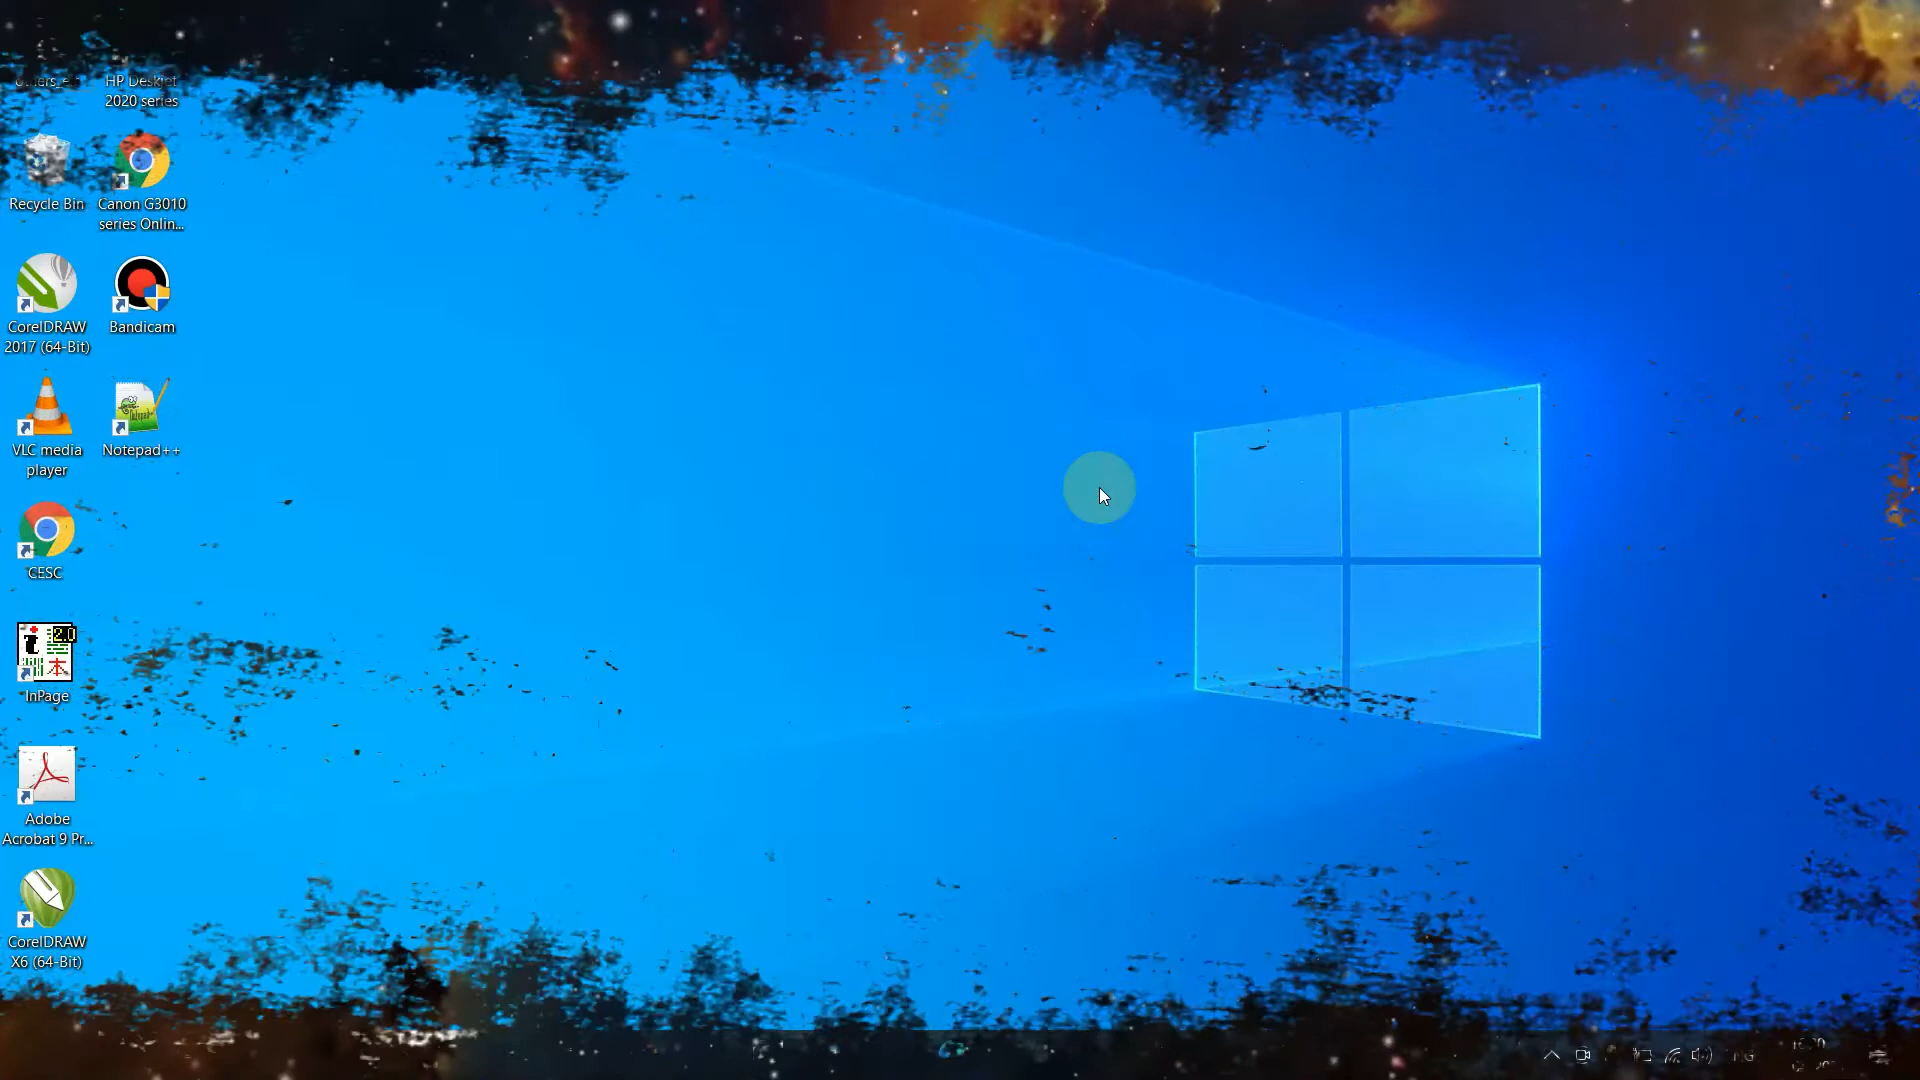 HP Deskjet
2020 series
Recycle Bin
Canon G3010
series Onlin...
CorelDRAW
2017 (64-Bit)
Bandicam
VLC media
player
Notepad++
CESC
2.0
InPage
Adobe
Acrobat 9 Pr...
CorelDRAW
X6 (64-Bit)